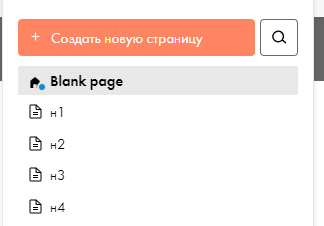 + Создать новую страницу
Blank page
н1
н2
н3
н4